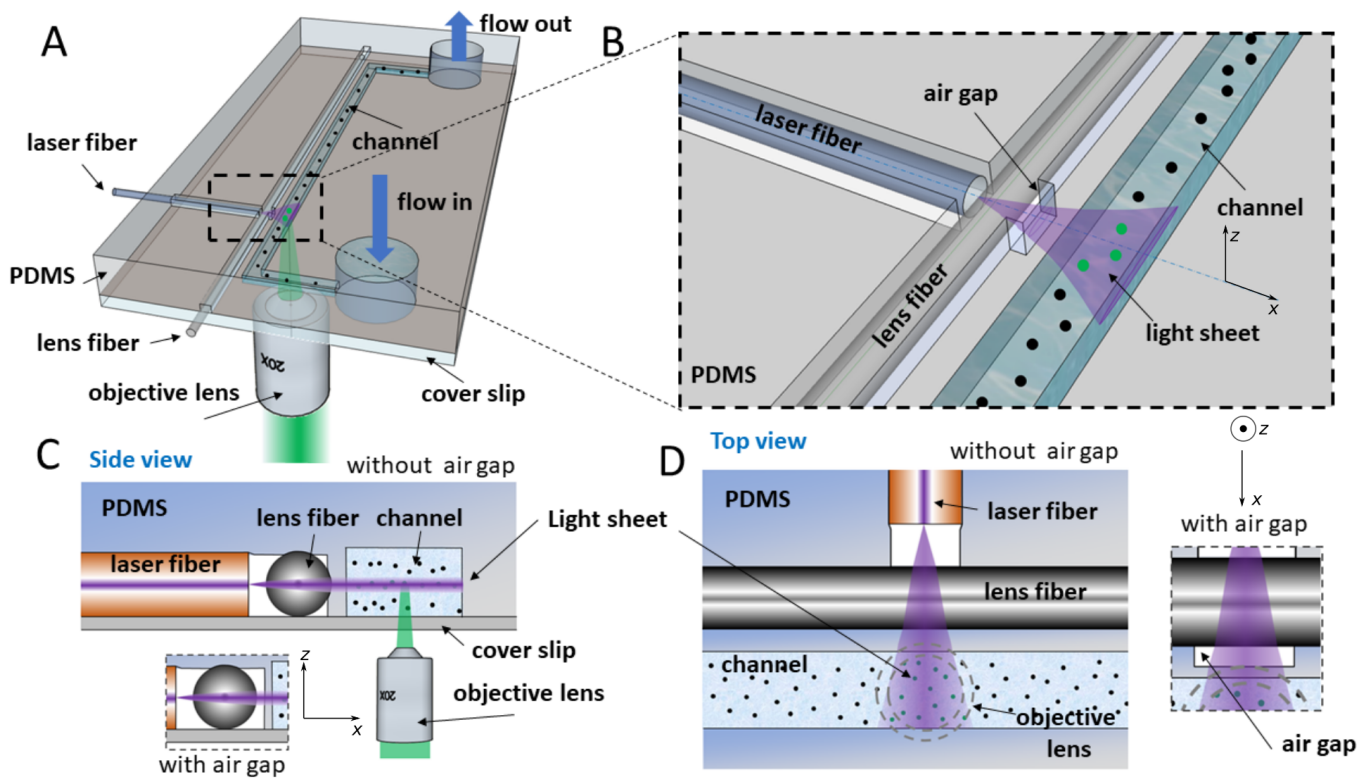 A
flow out
laser fiber
channel
flow in
PDMS
lens fiber
20x
objective lens
cover slip
B
laser fiber
air gap
channel
z
x
lens fiber
light sheet
PDMS
C
Side view
without air gap
PDMS
lens fiber
channel
laser fiber
Light sheet
cover slip
z
x
20x
objective lens
with air gap
D
Top view
without air gap
PDMS
laser fiber
lens fiber
channel
objective
lens
z
x
with air gap
air gap